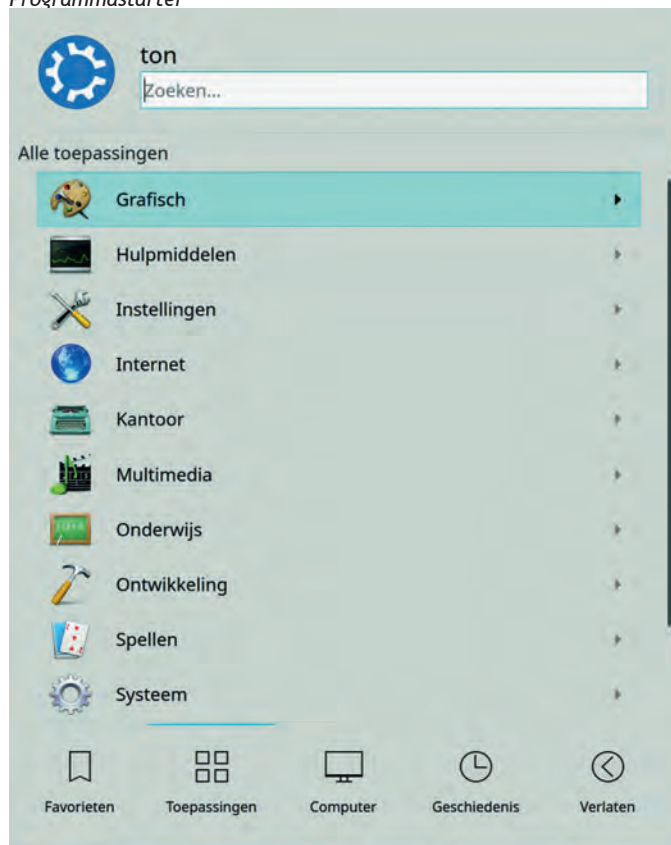 Programmastarter
ton
Zoeken...
Alle toepassingen
Grafisch
Hulpmiddelen
Instellingen
Internet
Kantoor
Multimedia
Onderwijs
Ontwikkeling
Spellen
Systeem
Favorieten
Toepassingen
Computer
Geschiedenis
Verlaten